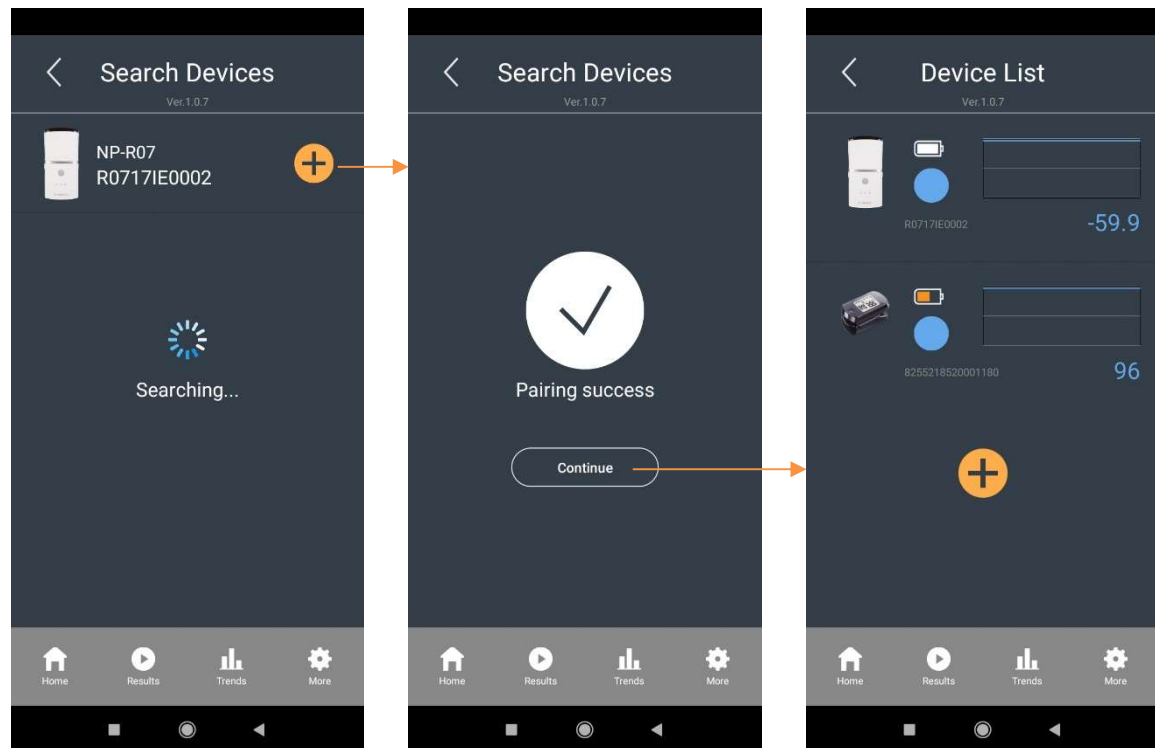 Search Devices
Ver.1.0.7
NP-R07
R0717IE0002
Searching...
Home Results Trends More
Search Devices
Ver.1.0.7
Pairing success
Continue
Home Results Trends More
Device List
Ver.1.0.7
R0717IE0002
-59.9
8255218520001180
96
Home Results Trends More